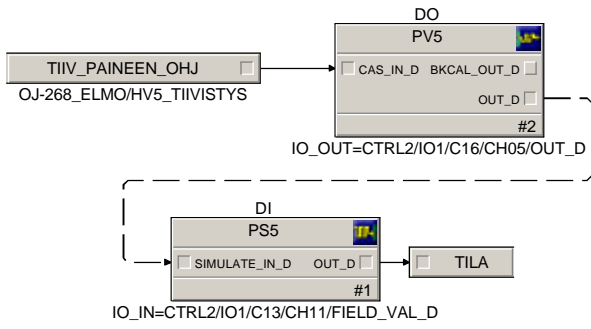 DO
PV5
TIIV_PAINEEN_OHJ
CAS_IN_D BKCAL_OUT_D
OJ-268_ELMO/HV5_TIIVISTYS
OUT_D
#2
IO_OUT=CTRL2/IO1/C16/CH05/OUT_D
DI
PS5
SIMULATE_IN_D OUT_D
TILA
#1
IO_IN=CTRL2/IO1/C13/CH11/FIELD_VAL_D